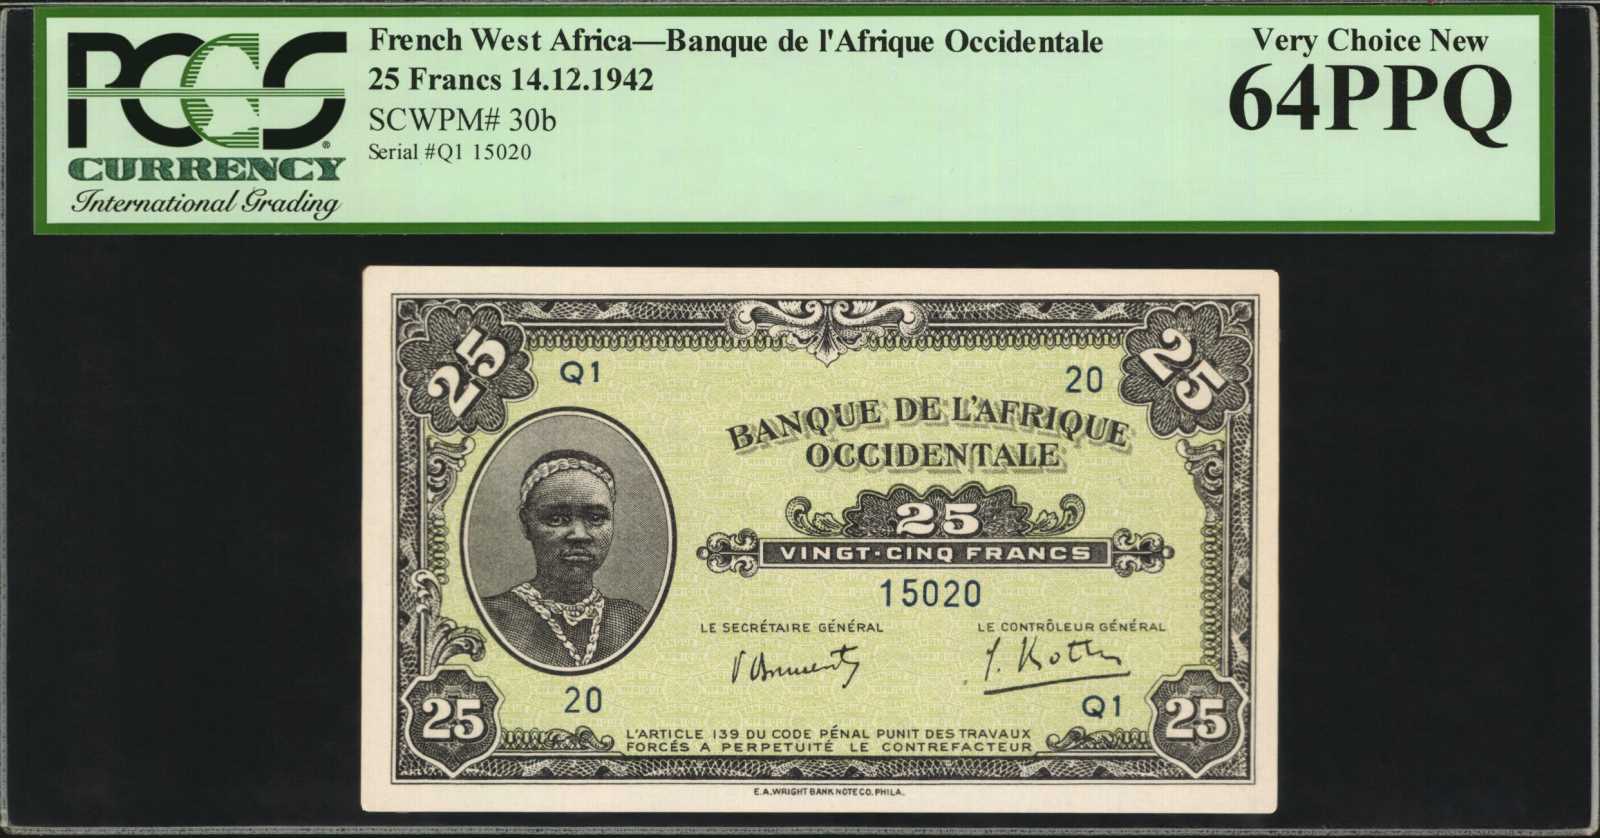 PCGS
CURRENCY
International Grading
French West Africa—Banque de l'Afrique Occidentale
25 Francs 14.12.1942
SCWPM# 30b
Serial #Q1 15020
Very Choice New
64PPQ
25
25
Q1
20
BANQUE DE L'AFRIQUE
OCCIDENTALE
25
VINGT-CINQ FRANCS
15020
LE SECRÉTAIRE GÉNÉRAL
LE CONTRÔLEUR GÉNÉRAL
20
Q1
25
25
L'ARTICLE 139 DU CODE PÉNAL PUNIT DES TRAVAUX
FORCÉS A PERPETUITÉ LE CONTREFACTEUR
E.A. WRIGHT BANK NOTE CO. PHILA.